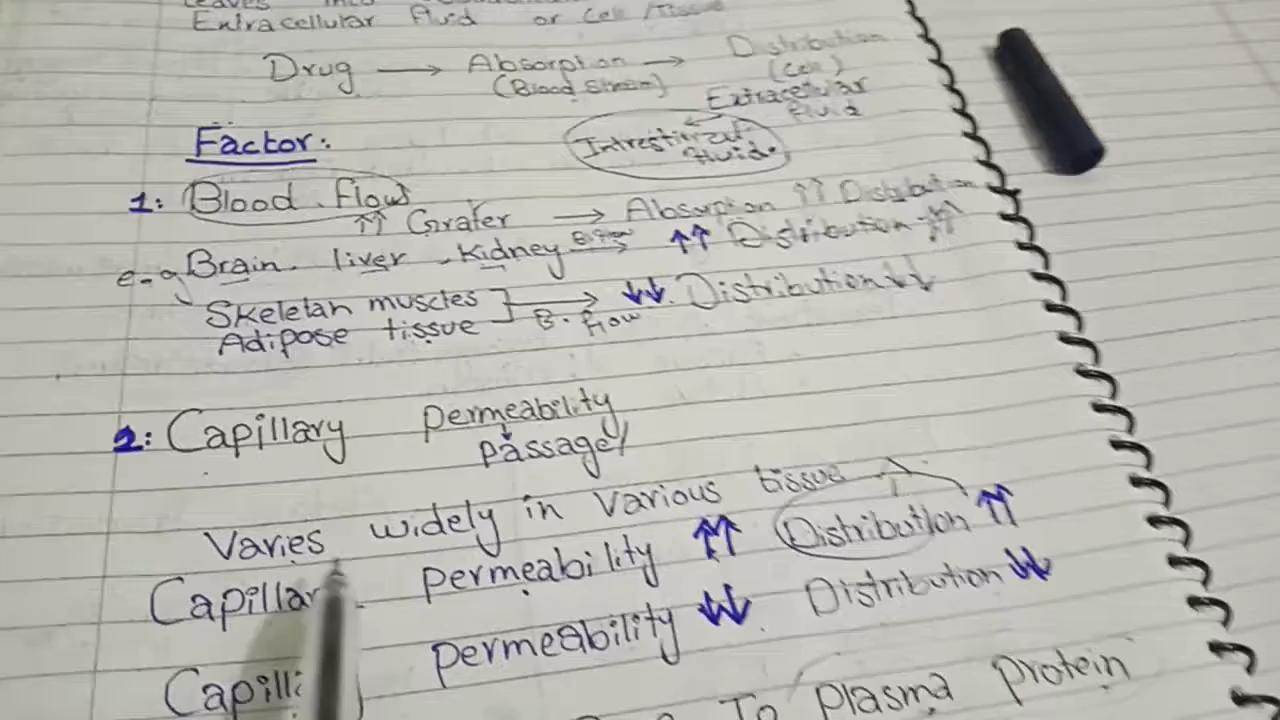 Extracellular fluid or Cell / Tissue
Drug → Absorption → Distribution
(Blood Stream) (Cell)
Extracellular fluid
Factor:
Intrestitial fluid
1: Blood flow
↑↑ Grater → Absorption ↑↑ Distribution
e.g Brain liver Kidney ↑↑ Distribution ↑↑
Skeletan muscles
Adipose tissue B. flow ↓↓ Distribution ↓↓
2: Capillary permeability
Passage
Varies widely in various tissue
Capillar permeability ↑↑ Distribution ↑↑
Capill permeability ↓↓ Distribution ↓↓
To Plasma Protein